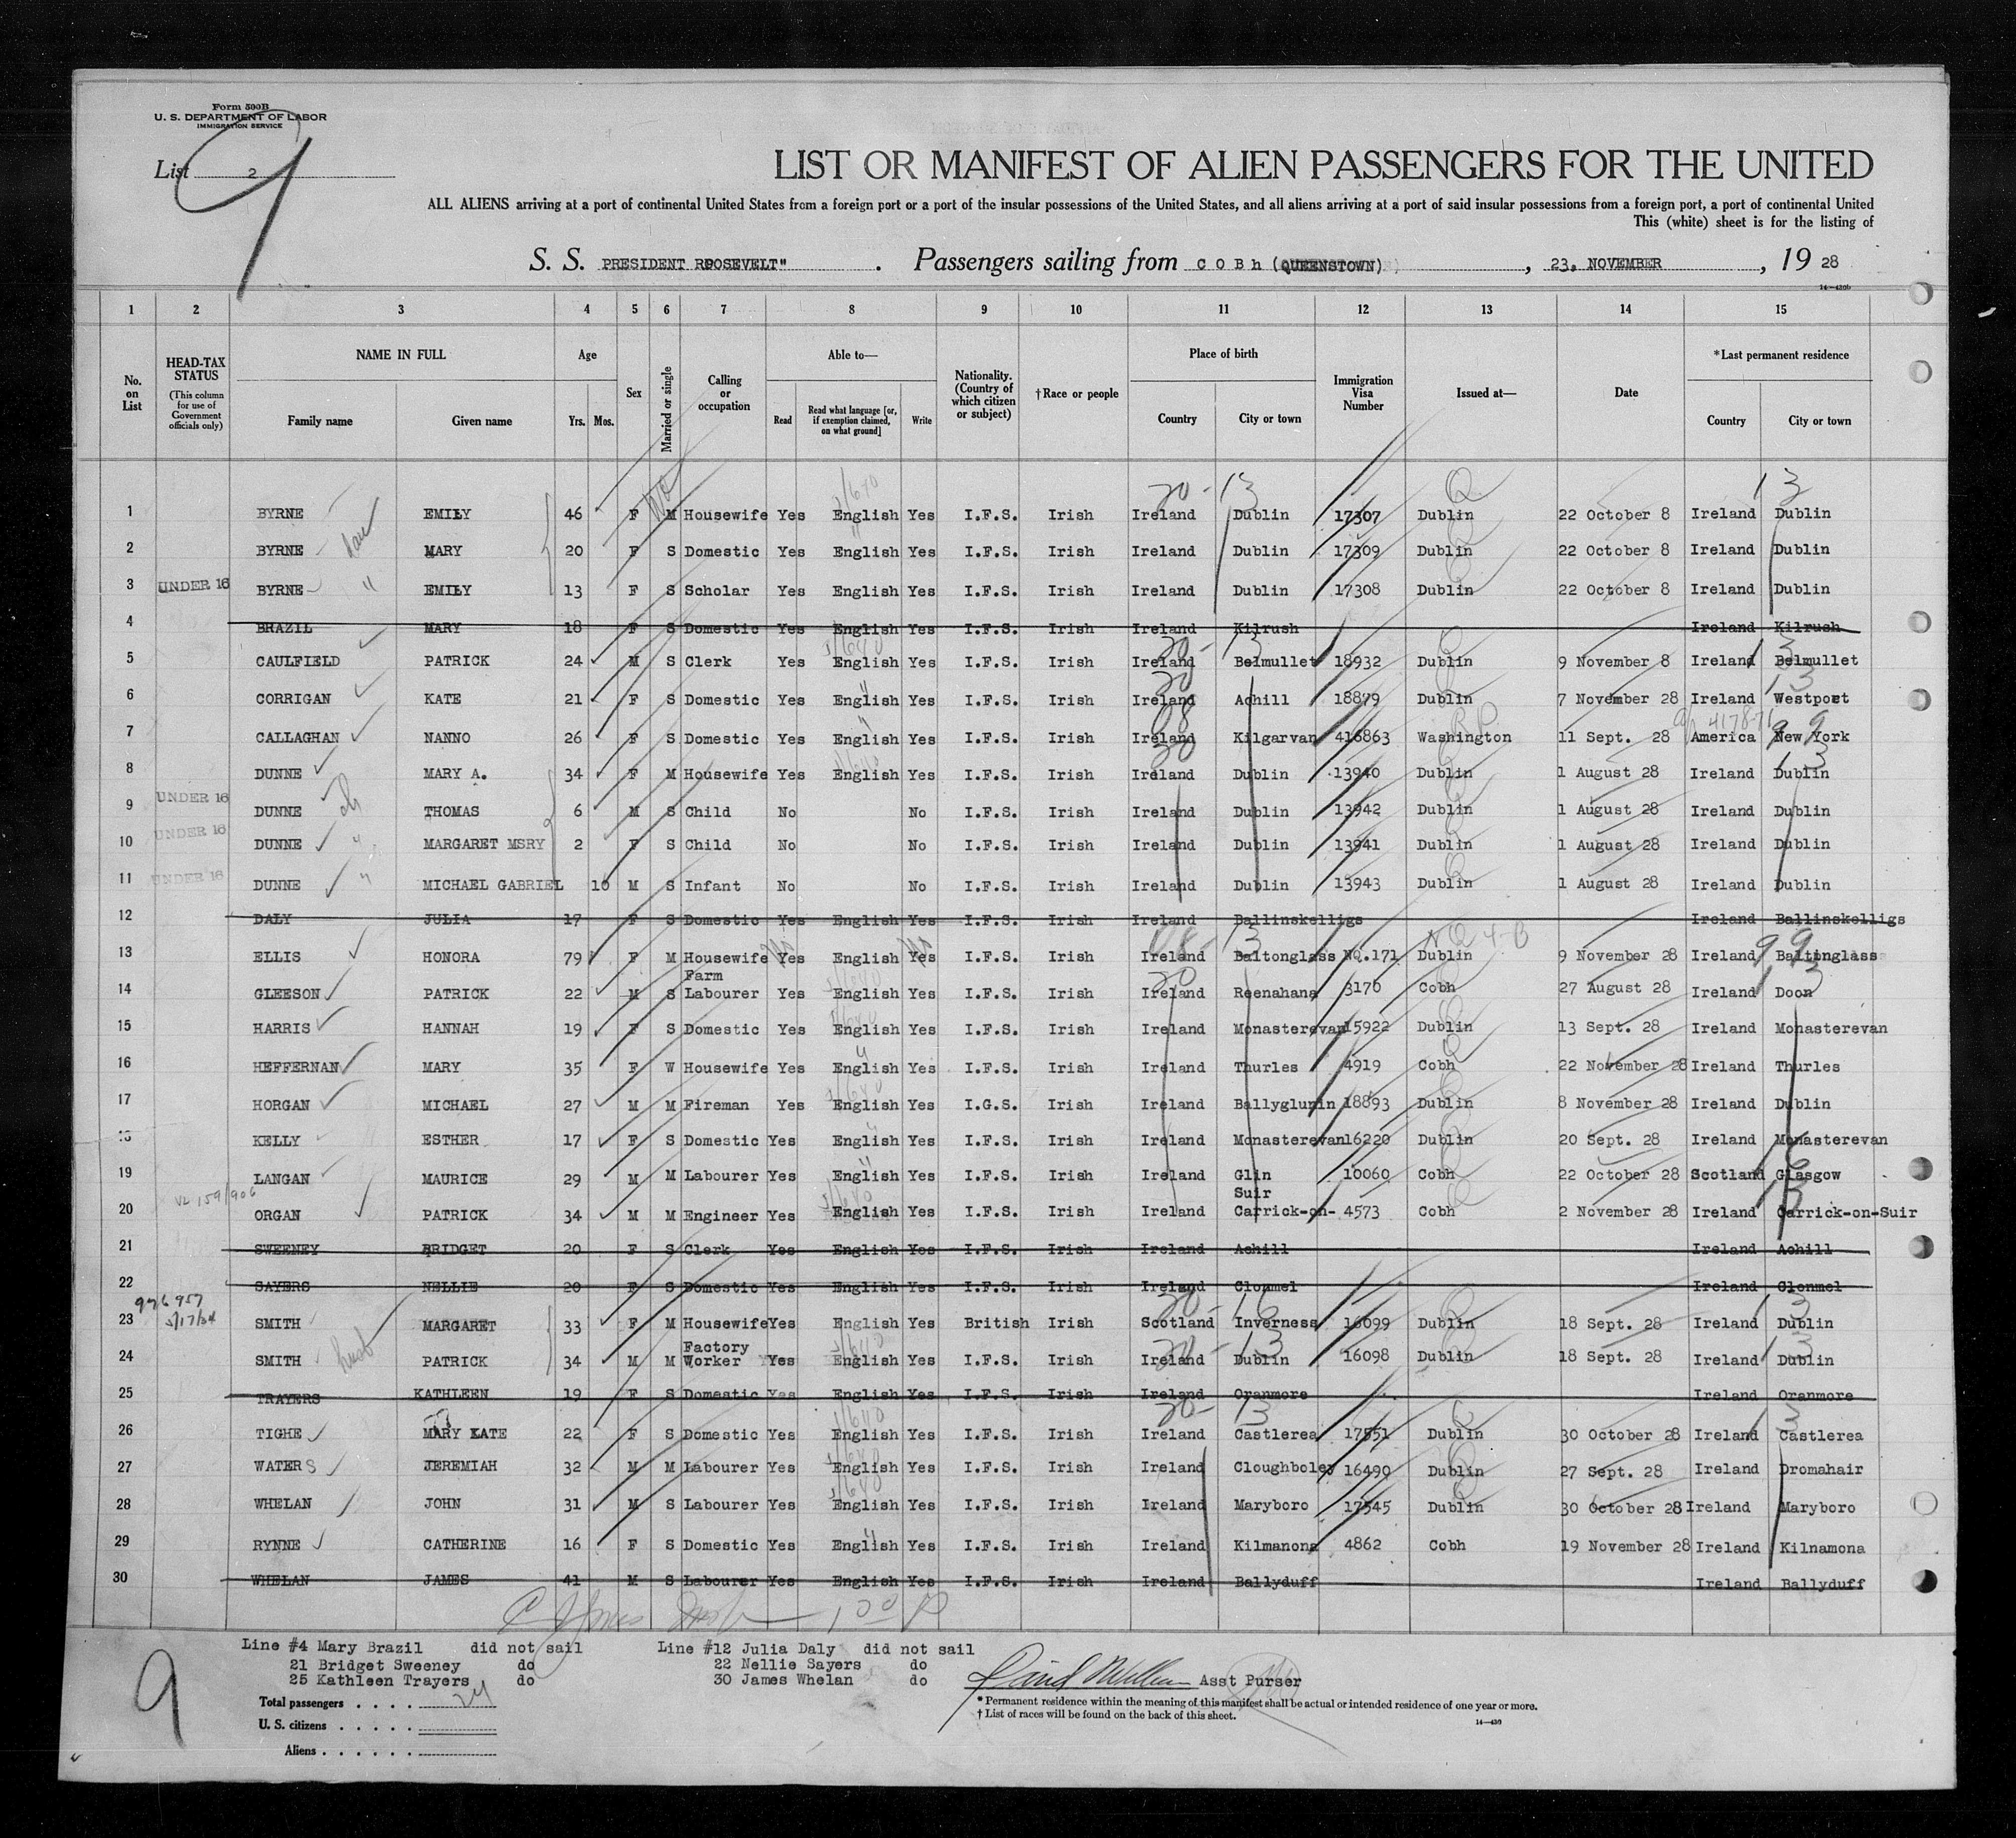 Form 500B
U. S. DEPARTMENT OF LABOR
IMMIGRATION SERVICE
List 2
9
LIST OR MANIFEST OF ALIEN PASSENGERS FOR THE UNITED
ALL ALIENS arriving at a port of continental United States from a foreign port or a port of the insular possessions of the United States, and all aliens arriving at a port of said insular possessions from a foreign port, a port of continental United
This (white) sheet is for the listing of
S. S. PRESIDENT ROOSEVELT" . Passengers sailing from C O B h (QUEENSTOWN) , 23, NOVEMBER , 19 28
14—430b
1 2 3 4 5 6 7 8 9 10 11 12 13 14 15
No. on List
HEAD-TAX STATUS (This column for use of Government officials only)
NAME IN FULL Family name Given name
Age Yrs. Mos.
Sex
Married or single
Calling or occupation
Able to— Read Read what language [or, if exemption claimed, on what ground] Write
Nationality. (Country of which citizen or subject)
†Race or people
Place of birth Country City or town
Immigration Visa Number
Issued at—
Date
*Last permanent residence Country City or town
1 BYRNE EMILY 46 F M Housewife Yes English Yes I.F.S. Irish Ireland Dublin 17307 Dublin 22 October 8 Ireland Dublin
2 BYRNE MARY 20 F S Domestic Yes English Yes I.F.S. Irish Ireland Dublin 17309 Dublin 22 October 8 Ireland Dublin
3 UNDER 16 BYRNE EMILY 13 F S Scholar Yes English Yes I.F.S. Irish Ireland Dublin 17308 Dublin 22 October 8 Ireland Dublin
4 BRAZIL MARY 18 F S Domestic Yes English Yes I.F.S. Irish Ireland Kilrush Ireland Kilrush
5 CAULFIELD PATRICK 24 M S Clerk Yes English Yes I.F.S. Irish Ireland Belmullet 18932 Dublin 9 November 8 Ireland Belmullet
6 CORRIGAN KATE 21 F S Domestic Yes English Yes I.F.S. Irish Ireland Achill 18879 Dublin 7 November 28 Ireland Westport
7 CALLAGHAN NANNO 26 F S Domestic Yes English Yes I.F.S. Irish Ireland Kilgarvan 416863 Washington 11 Sept. 28 America New York
8 DUNNE MARY A. 34 F M Housewife Yes English Yes I.F.S. Irish Ireland Dublin 13940 Dublin 1 August 28 Ireland Dublin
9 UNDER 16 DUNNE THOMAS 6 M S Child No No I.F.S. Irish Ireland Dublin 13942 Dublin 1 August 28 Ireland Dublin
10 UNDER 16 DUNNE MARGARET MSRY 2 F S Child No No I.F.S. Irish Ireland Dublin 13941 Dublin 1 August 28 Ireland Dublin
11 UNDER 16 DUNNE MICHAEL GABRIEL 10 M S Infant No No I.F.S. Irish Ireland Dublin 13943 Dublin 1 August 28 Ireland Dublin
12 DALY JULIA 17 F S Domestic Yes English Yes I.F.S. Irish Ireland Ballinskelligs Ireland Ballinskelligs
13 ELLIS HONORA 79 F M Housewife Yes English Yes I.F.S. Irish Ireland Baltonglass NQ.171 Dublin 9 November 28 Ireland Baltinglass
14 GLEESON PATRICK 22 M S Farm Labourer Yes English Yes I.F.S. Irish Ireland Reenahana 3170 Cobh 27 August 28 Ireland Doon
15 HARRIS HANNAH 19 F S Domestic Yes English Yes I.F.S. Irish Ireland Monasterevan 15922 Dublin 13 Sept. 28 Ireland Monasterevan
16 HEFFERNAN MARY 35 F W Housewife Yes English Yes I.F.S. Irish Ireland Thurles 4919 Cobh 22 November 28 Ireland Thurles
17 HORGAN MICHAEL 27 M M Fireman Yes English Yes I.G.S. Irish Ireland Ballyglunin 18893 Dublin 8 November 28 Ireland Dublin
KELLY ESTHER 17 F S Domestic Yes English Yes I.F.S. Irish Ireland Monasterevan 16220 Dublin 20 Sept. 28 Ireland Monasterevan
19 LANGAN MAURICE 29 M M Labourer Yes English Yes I.F.S. Irish Ireland Glin 10060 Cobh 22 October 28 Scotland Glasgow
20 ORGAN PATRICK 34 M M Engineer Yes English Yes I.F.S. Irish Ireland Suir Carrick-on- 4573 Cobh 2 November 28 Ireland Carrick-on-Suir
21 SWEENEY BRIDGET 20 F S Clerk Yes English Yes I.F.S. Irish Ireland Achill Ireland Achill
22 SAYERS NELLIE 20 F S Domestic Yes English Yes I.F.S. Irish Ireland Clonmel Ireland Clonmel
23 SMITH MARGARET 33 F M Housewife Yes English Yes British Irish Scotland Inverness 16099 Dublin 18 Sept. 28 Ireland Dublin
24 SMITH PATRICK 34 M M Factory Worker Yes English Yes I.F.S. Irish Ireland Dublin 16098 Dublin 18 Sept. 28 Ireland Dublin
25 TRAYERS KATHLEEN 19 F S Domestic Yes English Yes I.F.S. Irish Ireland Oranmore Ireland Oranmore
26 TIGHE MARY KATE 22 F S Domestic Yes English Yes I.F.S. Irish Ireland Castlerea 17551 Dublin 30 October 28 Ireland Castlerea
27 WATERS JEREMIAH 32 M M Labourer Yes English Yes I.F.S. Irish Ireland Cloughboley 16490 Dublin 27 Sept. 28 Ireland Dromahair
28 WHELAN JOHN 31 M S Labourer Yes English Yes I.F.S. Irish Ireland Maryboro 17545 Dublin 30 October 28 Ireland Maryboro
29 RYNNE CATHERINE 16 F S Domestic Yes English Yes I.F.S. Irish Ireland Kilmanona 4862 Cobh 19 November 28 Ireland Kilnamona
30 WHELAN JAMES 41 M S Labourer Yes English Yes I.F.S. Irish Ireland Ballyduff Ireland Ballyduff
Line #4 Mary Brazil did not sail Line #12 Julia Daly did not sail
21 Bridget Sweeney do 22 Nellie Sayers do
25 Kathleen Trayers do 30 James Whelan do
Asst Purser
9
Total passengers . . . . 24
U. S. citizens . . . . .
Aliens . . . . . .
* Permanent residence within the meaning of this manifest shall be actual or intended residence of one year or more.
† List of races will be found on the back of this sheet.
14—430